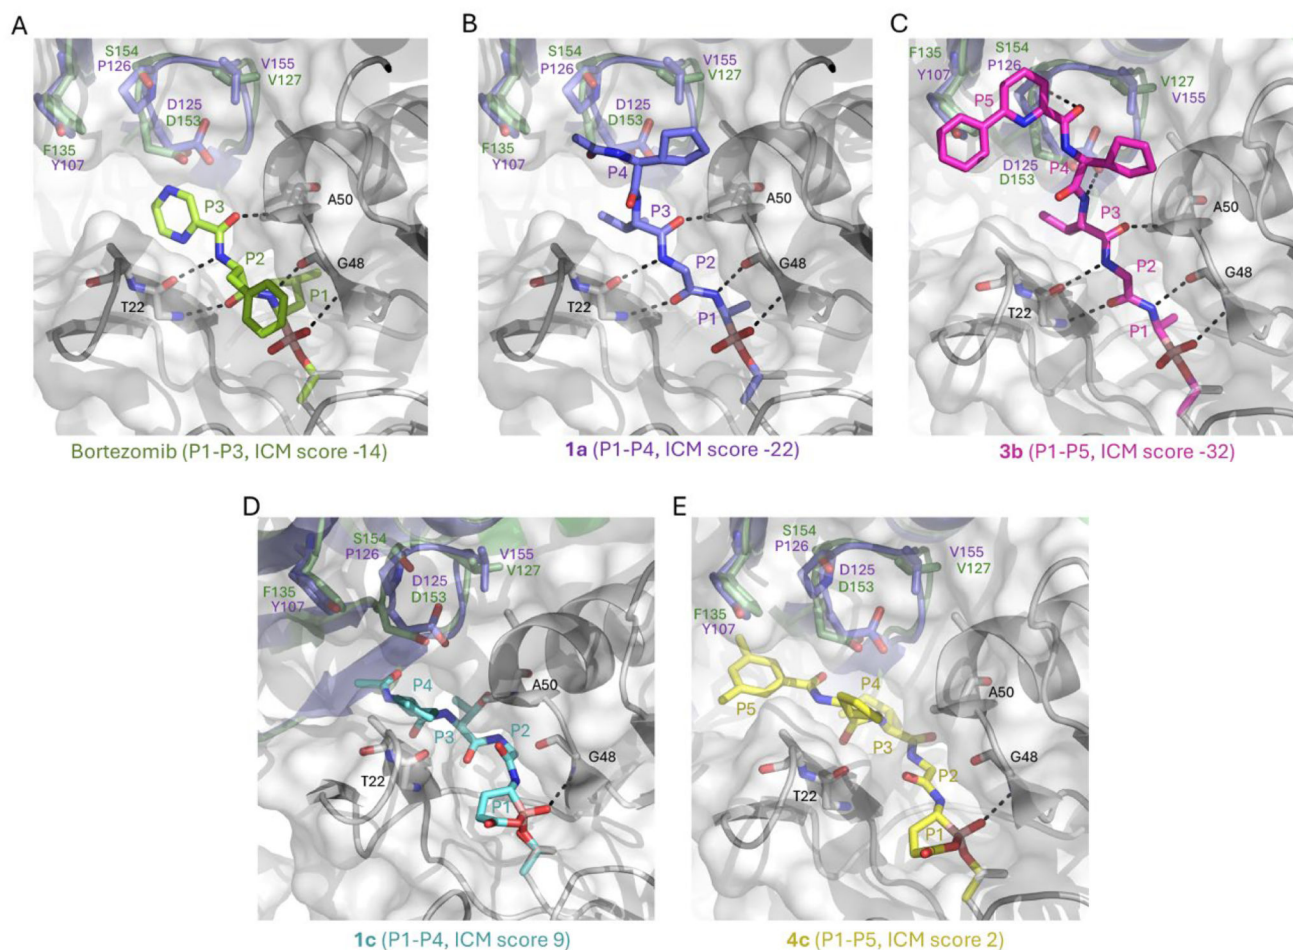 A
S154
P126
V155
V127
D125
D153
F135
Y107
P3
A50
P2
G48
T22
P1
Bortezomib (P1-P3, ICM score -14)
B
S154
P126
V155
V127
D125
D153
F135
Y107
P4
A50
P3
P2
G48
T22
P1
1a (P1-P4, ICM score -22)
C
F135
Y107
S154
P126
V127
V155
P5
P4
D125
D153
P3
A50
P2
G48
T22
P1
3b (P1-P5, ICM score -32)
D
S154
P126
V155
V127
D125
D153
F135
Y107
P4
A50
P3
P2
G48
T22
P1
1c (P1-P4, ICM score 9)
E
S154
P126
V155
V127
D125
D153
F135
Y107
P4
P5
A50
P3
G48
P2
T22
P1
4c (P1-P5, ICM score 2)